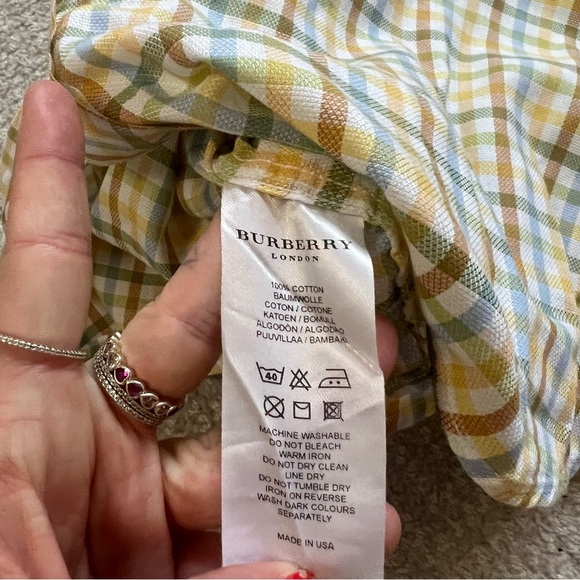 BURBERRY
LONDON
100% COTTON
BAUMWOLLE
COTON / COTONE
KATOEN / BOMULL
ALGODÓN / ALGODAO
PUUVILLAA / BAMBAKI
40
MACHINE WASHABLE
DO NOT BLEACH
WARM IRON
DO NOT DRY CLEAN
LINE DRY
DO NOT TUMBLE DRY
IRON ON REVERSE
WASH DARK COLOURS
SEPARATELY
MADE IN USA